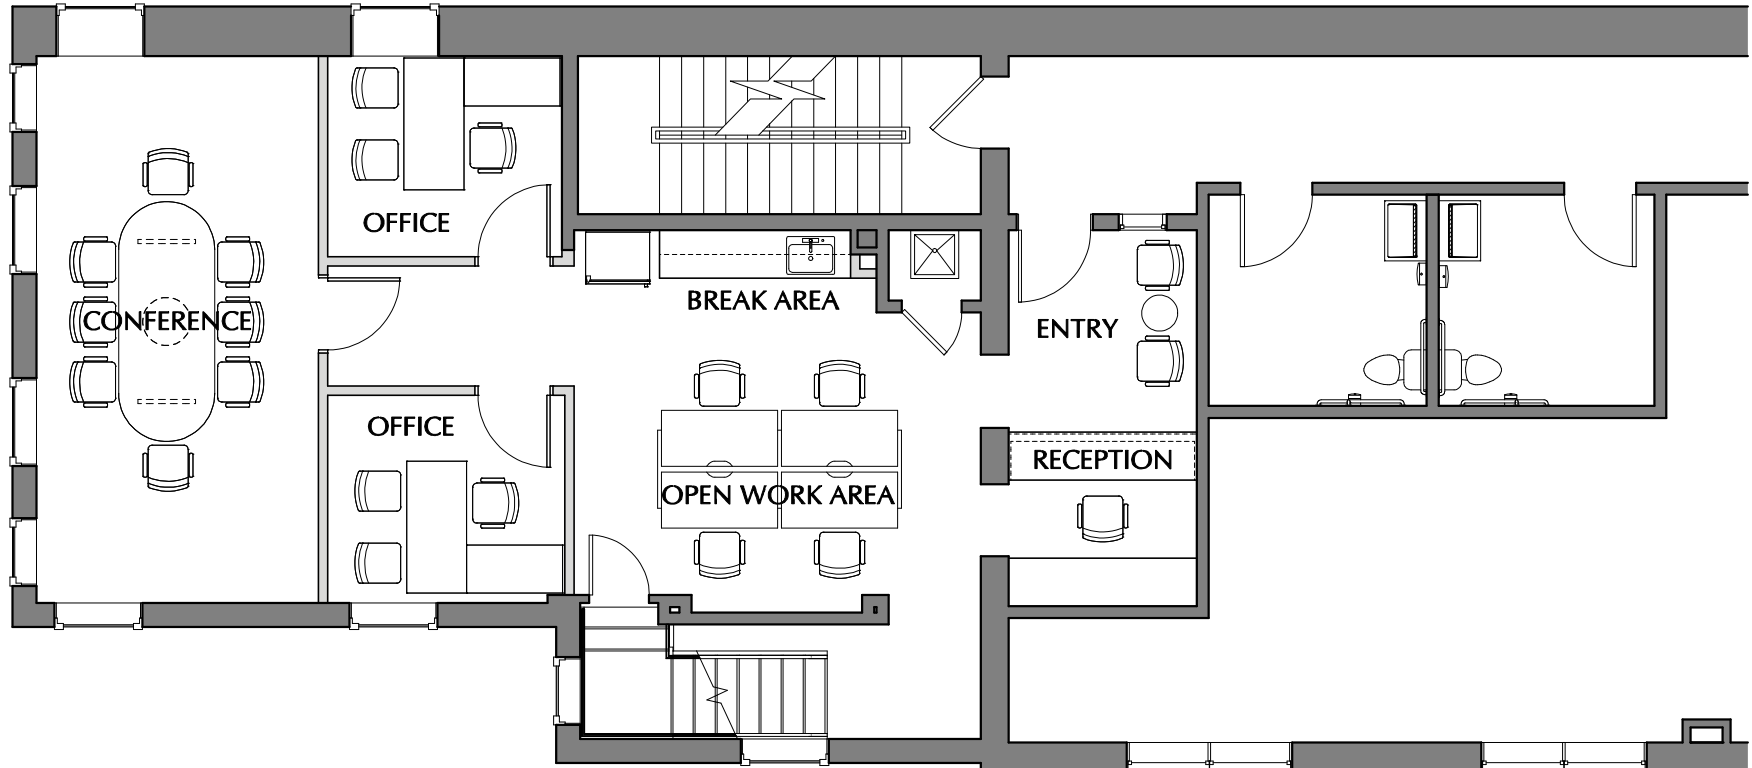 OFFICE
BREAK AREA
CONFERENCE
ENTRY
OFFICE
RECEPTION
OPEN WORK AREA